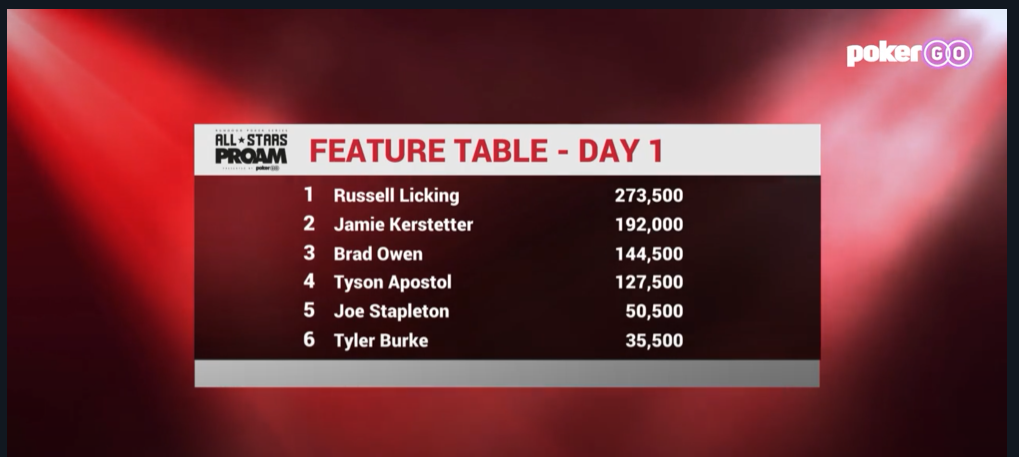 pokerGO
ALL★STARS
PROAM
pokerGO
FEATURE TABLE - DAY 1
1 Russell Licking 273,500
2 Jamie Kerstetter 192,000
3 Brad Owen 144,500
4 Tyson Apostol 127,500
5 Joe Stapleton 50,500
6 Tyler Burke 35,500